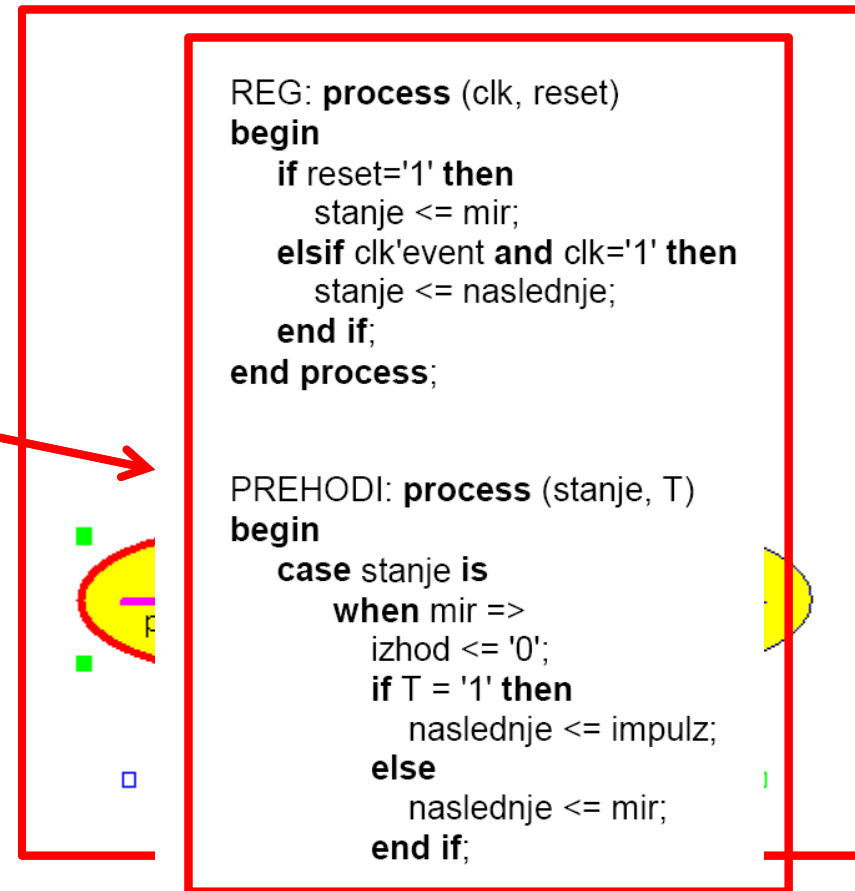 REG: process (clk, reset)
begin
if reset='1' then
stanje <= mir;
elsif clk'event and clk='1' then
stanje <= naslednje;
end if;
end process;
PREHODI: process (stanje, T)
begin
case stanje is
when mir =>
izhod <= '0';
if T = '1' then
naslednje <= impulz;
else
naslednje <= mir;
end if;